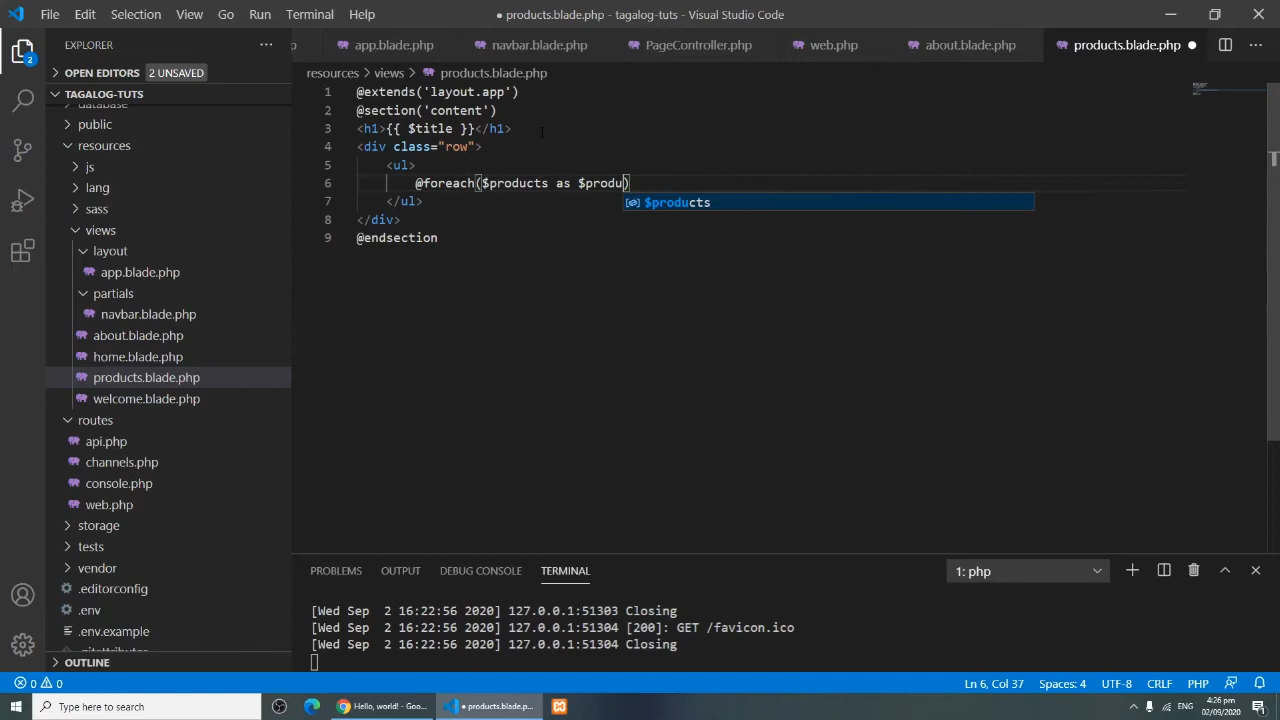 File Edit Selection View Go Run Terminal Help
● products.blade.php - tagalog-tuts - Visual Studio Code
EXPLORER
app.blade.php navbar.blade.php PageController.php web.php about.blade.php products.blade.php
OPEN EDITORS 2 UNSAVED
resources > views > products.blade.php
TAGALOG-TUTS
database
public
resources
js
lang
sass
views
layout
app.blade.php
partials
navbar.blade.php
about.blade.php
home.blade.php
products.blade.php
welcome.blade.php
routes
api.php
channels.php
console.php
web.php
storage
tests
vendor
.editorconfig
.env
.env.example
OUTLINE
2
1 @extends('layout.app')
2 @section('content')
3 <h1>{{ $title }}</h1>
4 <div class="row">
5 <ul>
6 @foreach($products as $produ)
$products
7 </ul>
8 </div>
9 @endsection
PROBLEMS OUTPUT DEBUG CONSOLE TERMINAL 1: php
[Wed Sep 2 16:22:56 2020] 127.0.0.1:51303 Closing
[Wed Sep 2 16:22:56 2020] 127.0.0.1:51304 [200]: GET /favicon.ico
[Wed Sep 2 16:22:56 2020] 127.0.0.1:51304 Closing
0 0 Ln 6, Col 37 Spaces: 4 UTF-8 CRLF PHP
Type here to search Hello, world! - Goo... ● products.blade.p... ENG 4:26 pm
02/09/2020 1